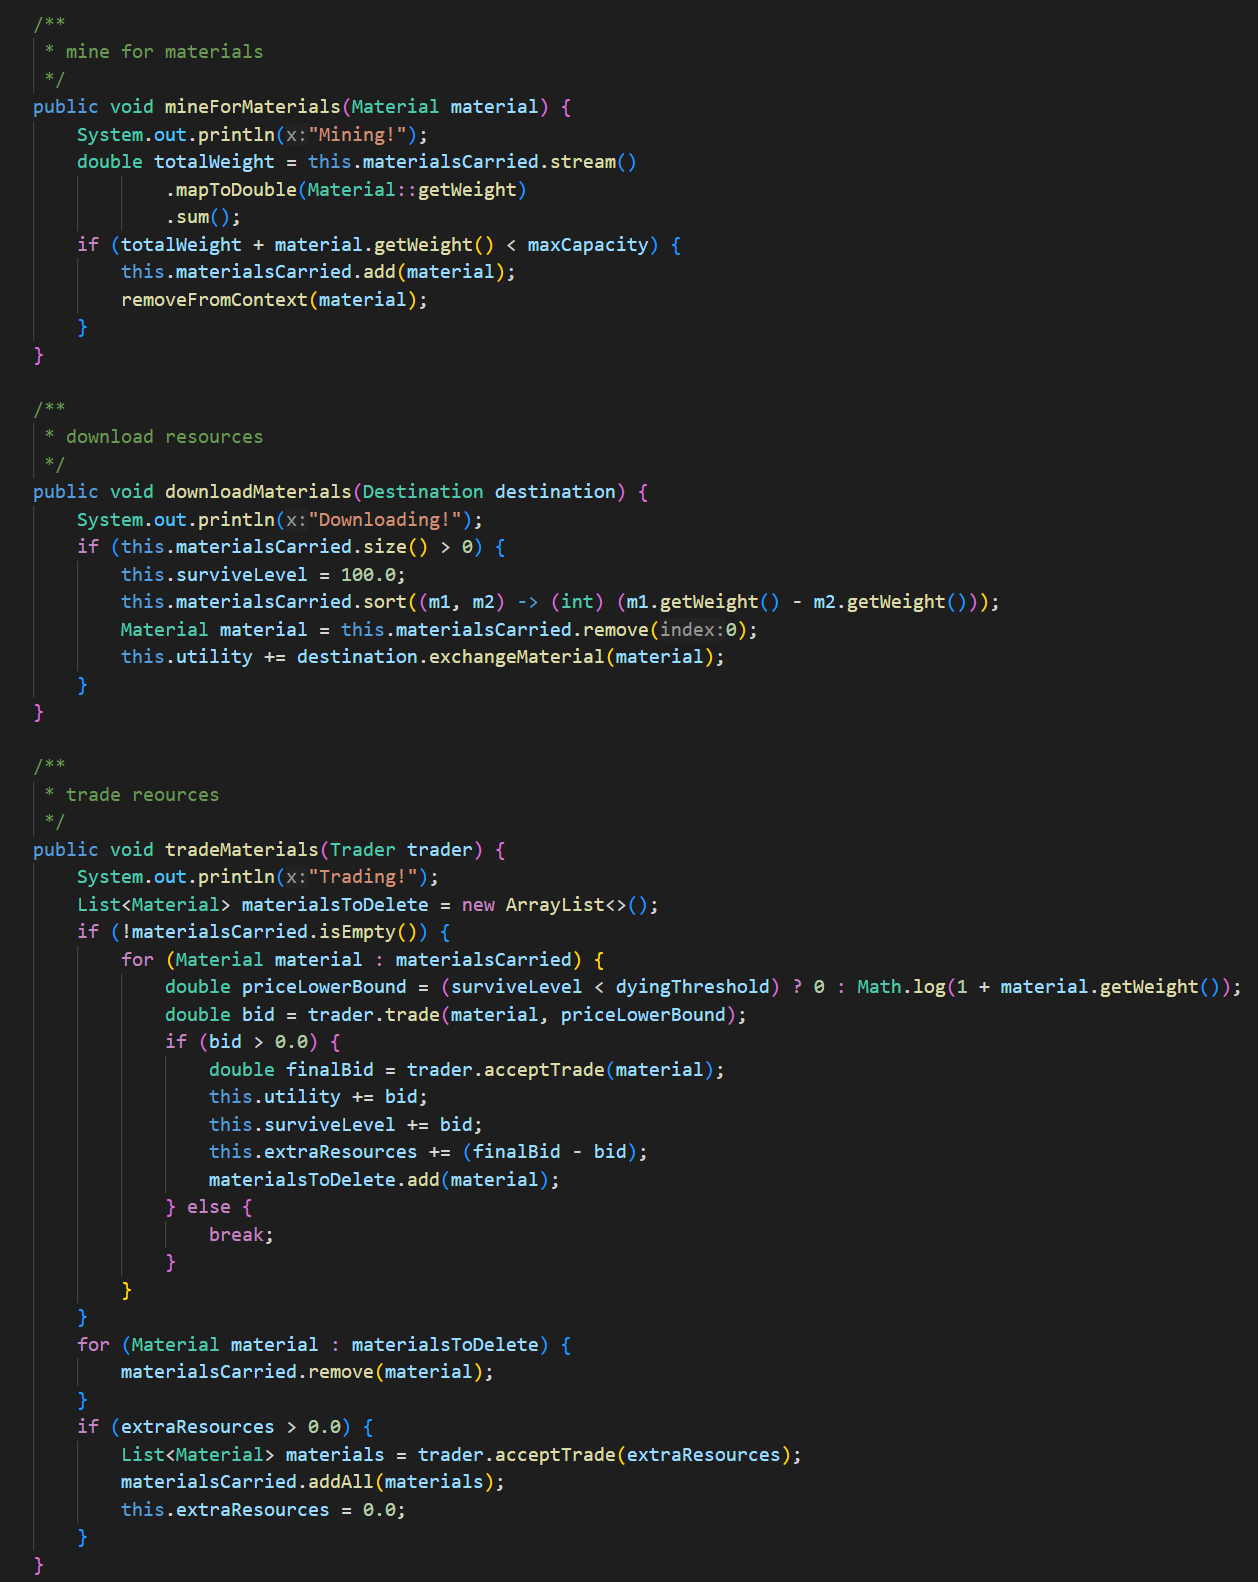 /**
 * mine for materials
 */
public void mineForMaterials(Material material) {
    System.out.println(x:"Mining!");
    double totalWeight = this.materialsCarried.stream()
            .mapToDouble(Material::getWeight)
            .sum();
    if (totalWeight + material.getWeight() < maxCapacity) {
        this.materialsCarried.add(material);
        removeFromContext(material);
    }
}

/**
 * download resources
 */
public void downloadMaterials(Destination destination) {
    System.out.println(x:"Downloading!");
    if (this.materialsCarried.size() > 0) {
        this.surviveLevel = 100.0;
        this.materialsCarried.sort((m1, m2) -> (int) (m1.getWeight() - m2.getWeight()));
        Material material = this.materialsCarried.remove(index:0);
        this.utility += destination.exchangeMaterial(material);
    }
}

/**
 * trade reources
 */
public void tradeMaterials(Trader trader) {
    System.out.println(x:"Trading!");
    List<Material> materialsToDelete = new ArrayList<>();
    if (!materialsCarried.isEmpty()) {
        for (Material material : materialsCarried) {
            double priceLowerBound = (surviveLevel < dyingThreshold) ? 0 : Math.log(1 + material.getWeight());
            double bid = trader.trade(material, priceLowerBound);
            if (bid > 0.0) {
                double finalBid = trader.acceptTrade(material);
                this.utility += bid;
                this.surviveLevel += bid;
                this.extraResources += (finalBid - bid);
                materialsToDelete.add(material);
            } else {
                break;
            }
        }
    }
    for (Material material : materialsToDelete) {
        materialsCarried.remove(material);
    }
    if (extraResources > 0.0) {
        List<Material> materials = trader.acceptTrade(extraResources);
        materialsCarried.addAll(materials);
        this.extraResources = 0.0;
    }
}